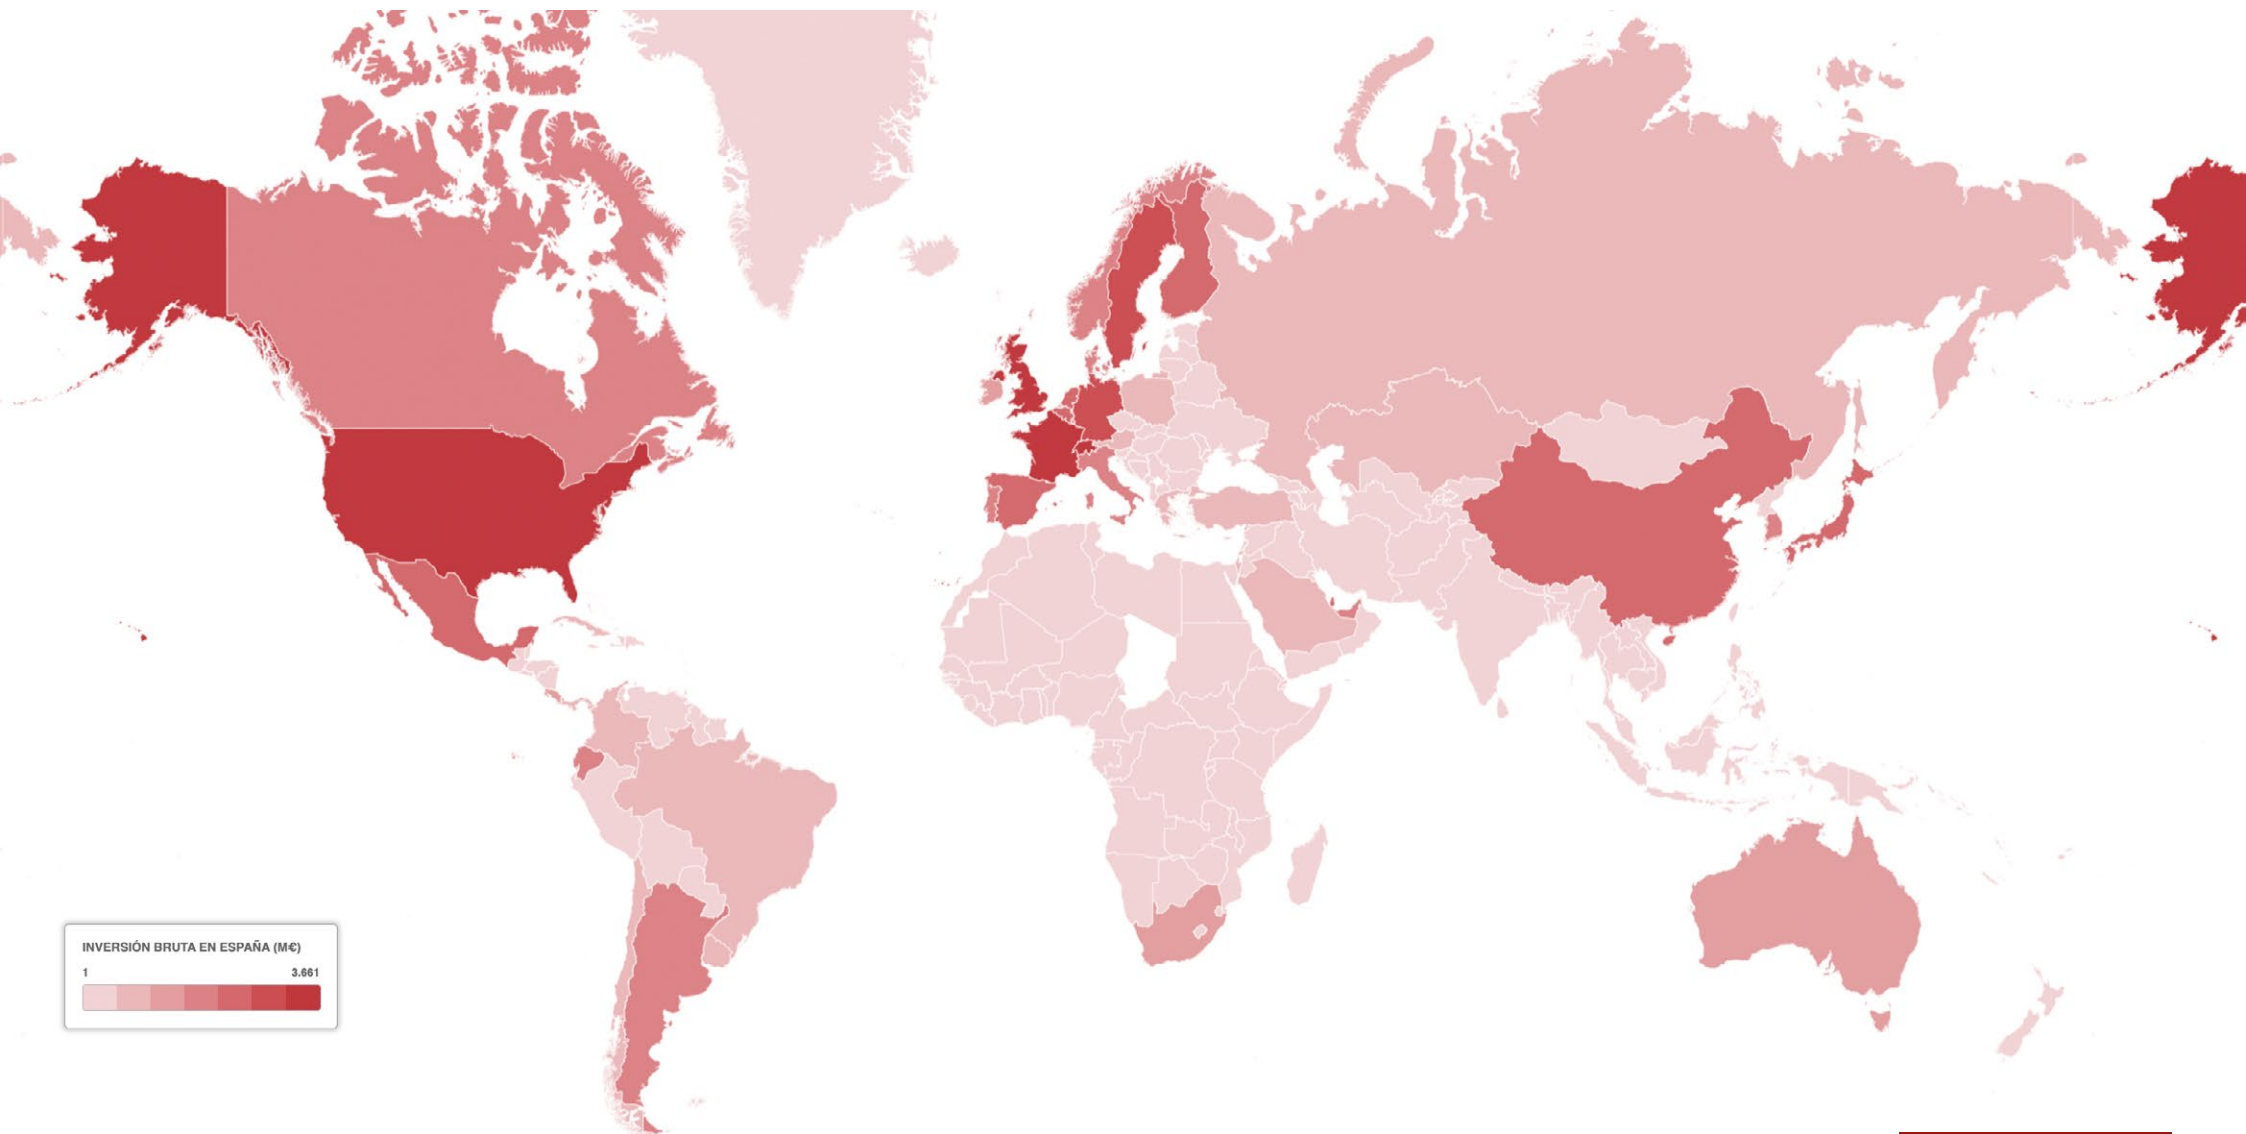 INVERSIÓN BRUTA EN ESPAÑA (M€)
1 3.661